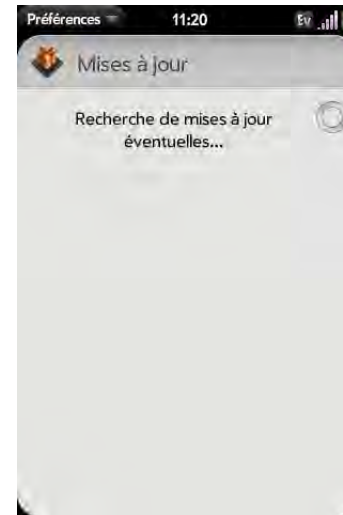 Préférences 11:20 Ev
Mises à jour
Recherche de mises à jour
éventuelles...